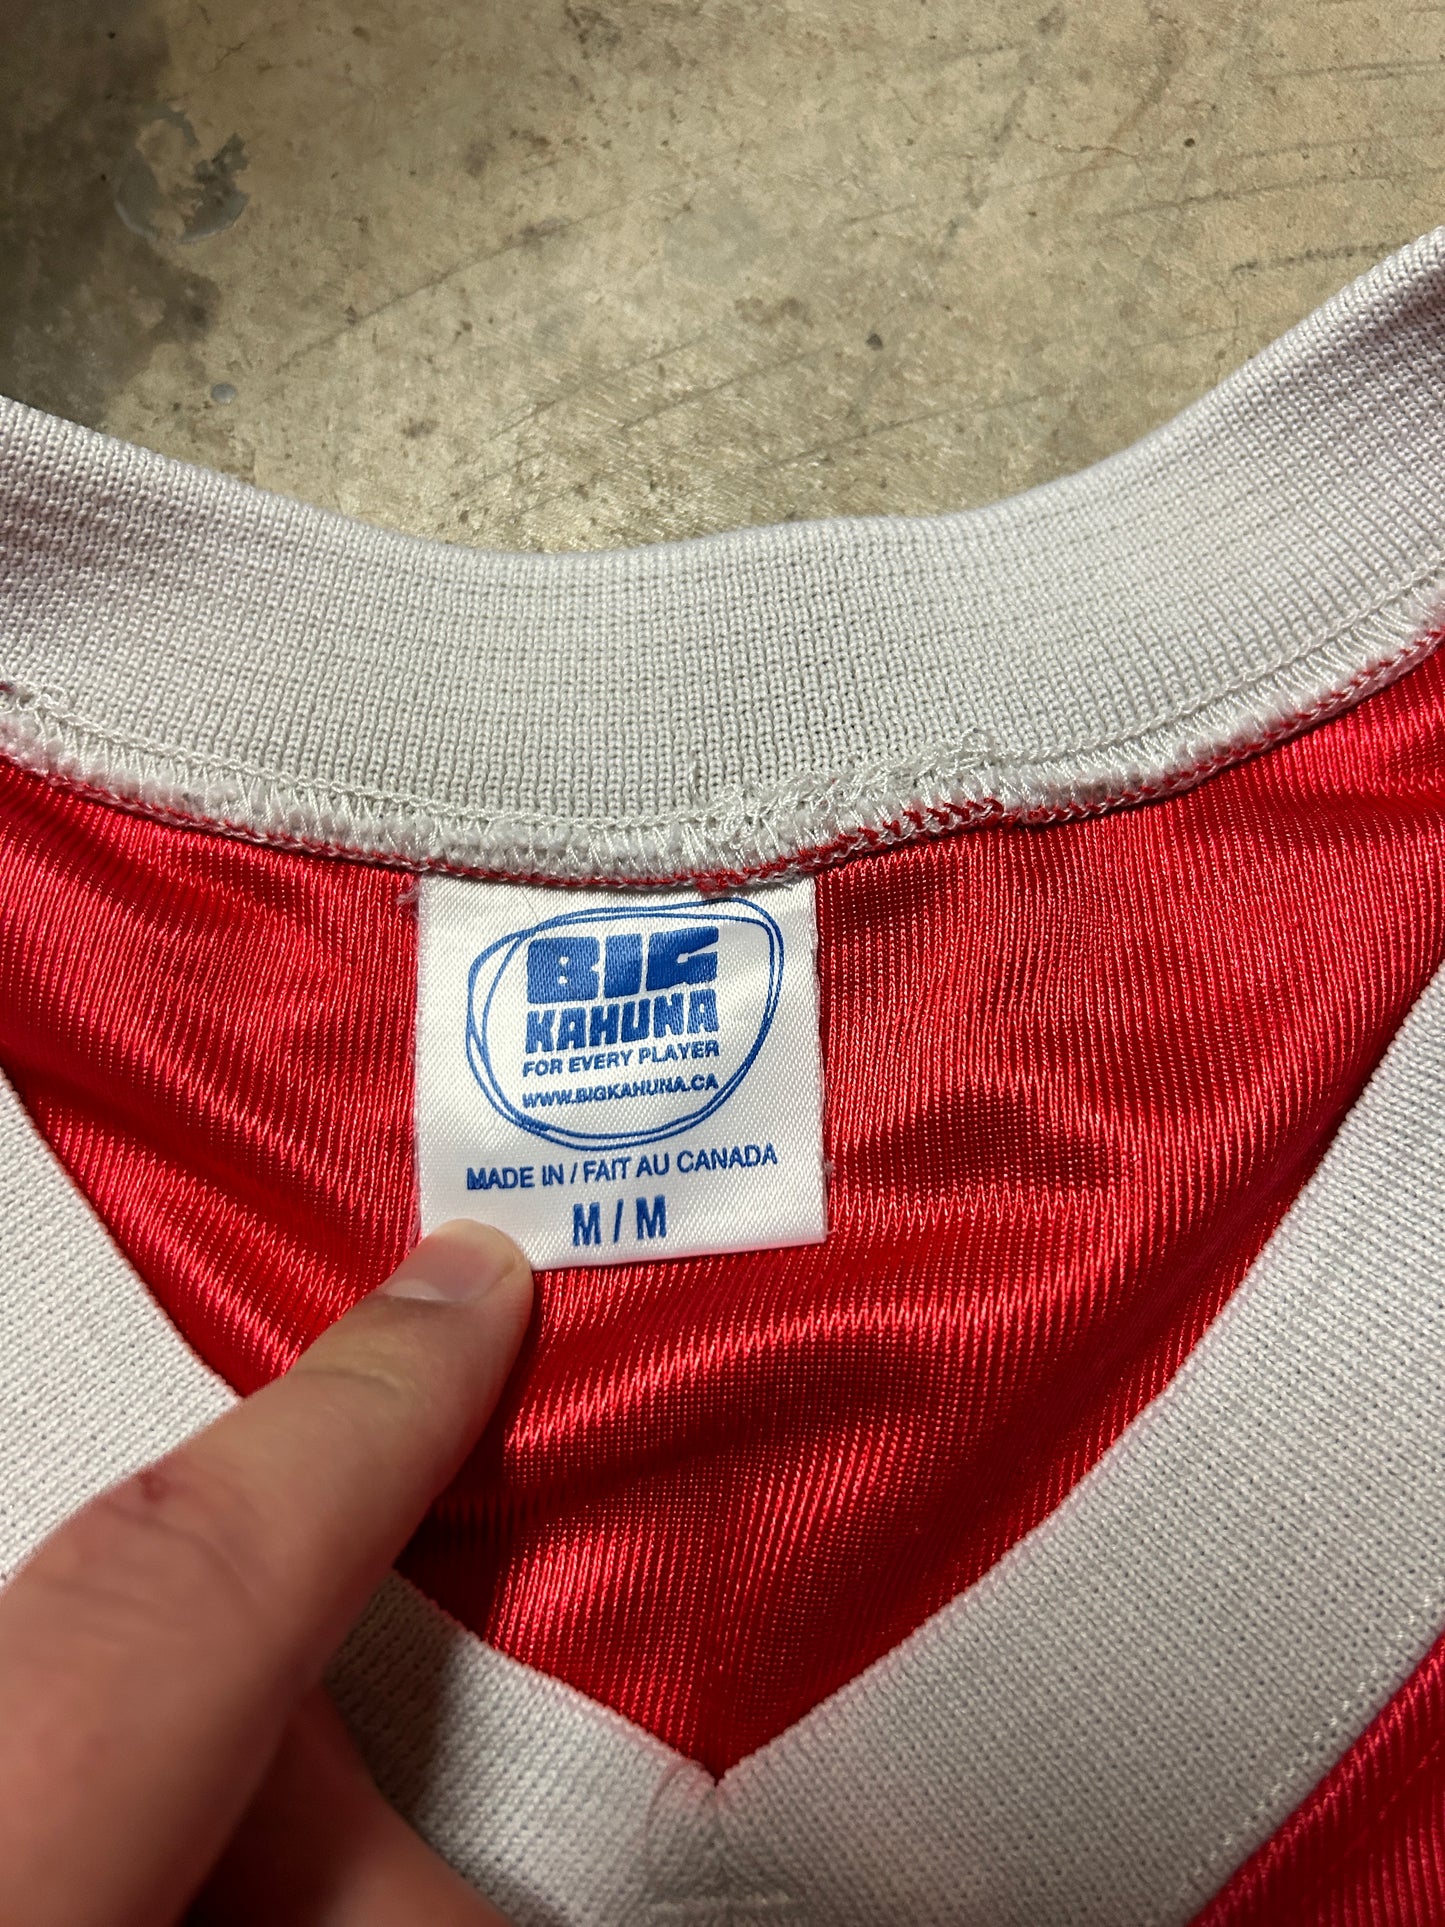 BIG
KAHUNA
FOR EVERY PLAYER
WWW.BIGKAHUNA.CA
MADE IN / FAIT AU CANADA
M / M